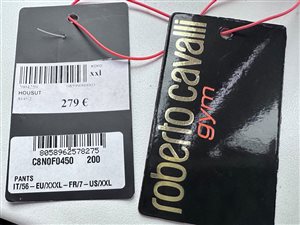 xxl
HOUSUT
279 €
8058962578275
C8N0F0450 200
PANTS
IT/56 - EU/XXXL - FR/7 - US/XXL
roberto cavalli
gym